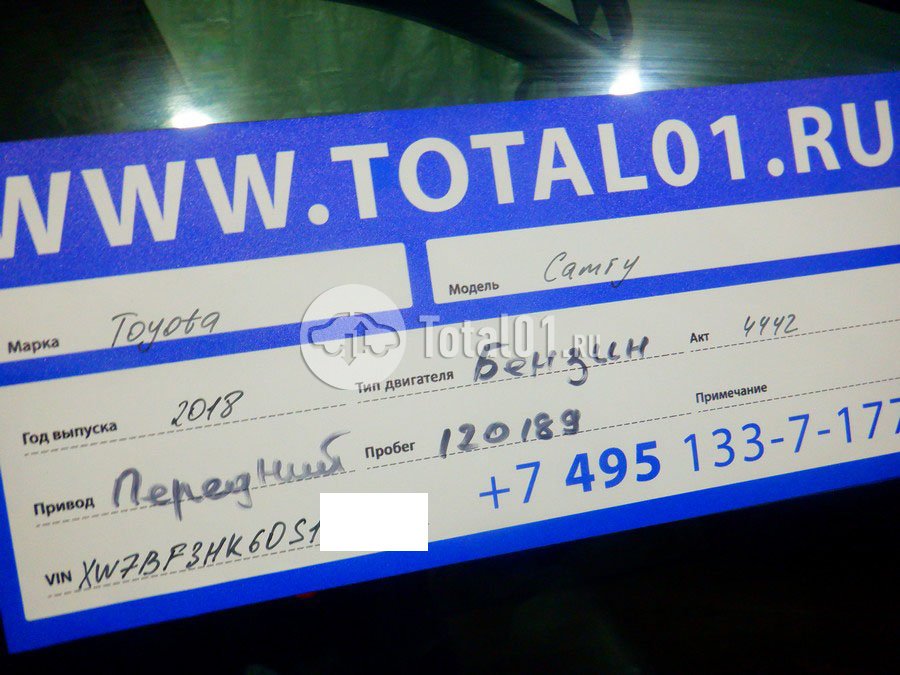 WWW.TOTAL01.RU
Марка Toyota Модель Camry
Total01.RU
Год выпуска 2018 Тип двигателя Бензин Акт 4442
Привод Передний Пробег 120189 Примечание
+7 495 133-7-177
VIN XW7BF3HK6DS1